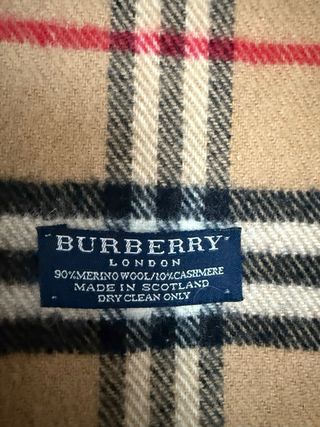 BURBERRY
LONDON
90%MERINO WOOL/10%CASHMERE
MADE IN SCOTLAND
DRY CLEAN ONLY